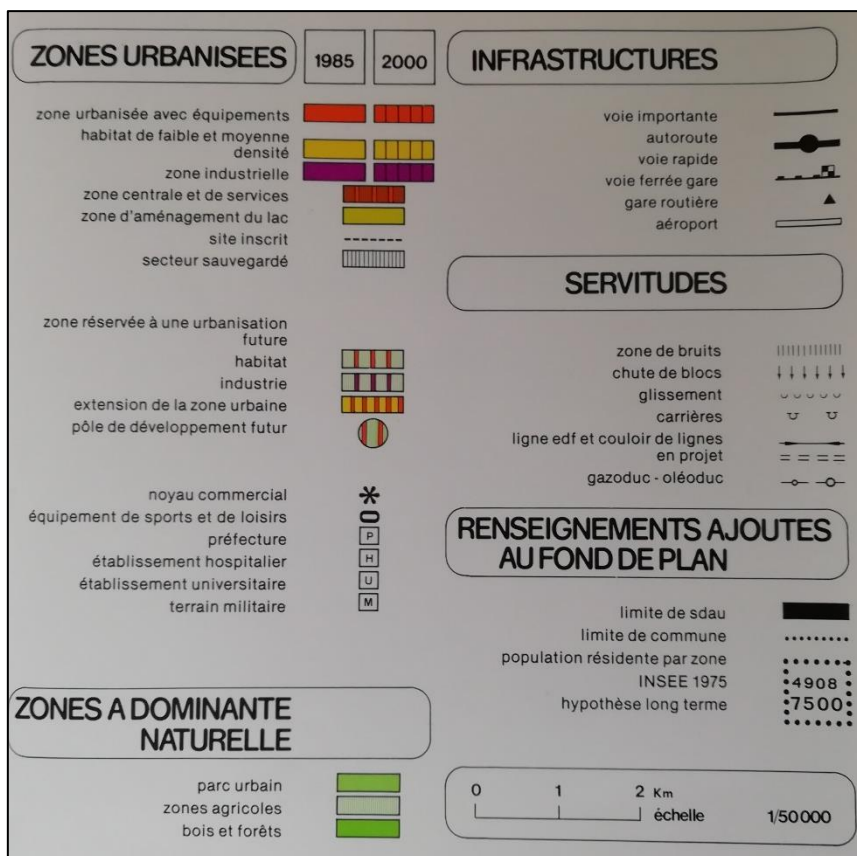 ZONES URBANISEES
1985
2000
zone urbanisée avec équipements
habitat de faible et moyenne
densité
zone industrielle
zone centrale et de services
zone d'aménagement du lac
site inscrit
secteur sauvegardé
zone réservée à une urbanisation
future
habitat
industrie
extension de la zone urbaine
pôle de développement futur
noyau commercial
équipement de sports et de loisirs
préfecture P
établissement hospitalier H
établissement universitaire U
terrain militaire M
ZONES A DOMINANTE
NATURELLE
parc urbain
zones agricoles
bois et forêts
INFRASTRUCTURES
voie importante
autoroute
voie rapide
voie ferrée gare
gare routière
aéroport
SERVITUDES
zone de bruits
chute de blocs
glissement
carrières
ligne edf et couloir de lignes
en projet
gazoduc - oléoduc
RENSEIGNEMENTS AJOUTES
AU FOND DE PLAN
limite de sdau
limite de commune
population résidente par zone
INSEE 1975 4908
hypothèse long terme 7500
0 1 2 Km
échelle 1/50000